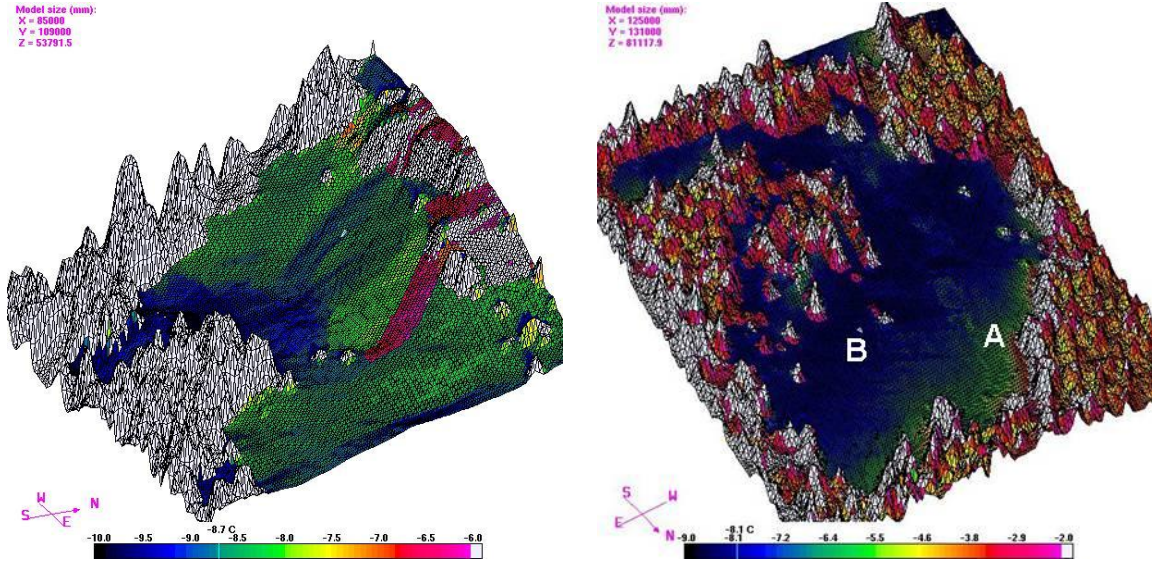 Model size (mm):
X = 85000
Y = 109000
Z = 53791.5
Model size (mm):
X = 125000
Y = 131000
Z = 81117.9
B
A
W
N
S
E
S
W
E
N
-8.7 C
-10.0 -9.5 -9.0 -8.5 -8.0 -7.5 -7.0 -6.5 -6.0
-8.1 C
-9.0 -8.1 -7.2 -6.4 -5.5 -4.6 -3.8 -2.9 -2.0